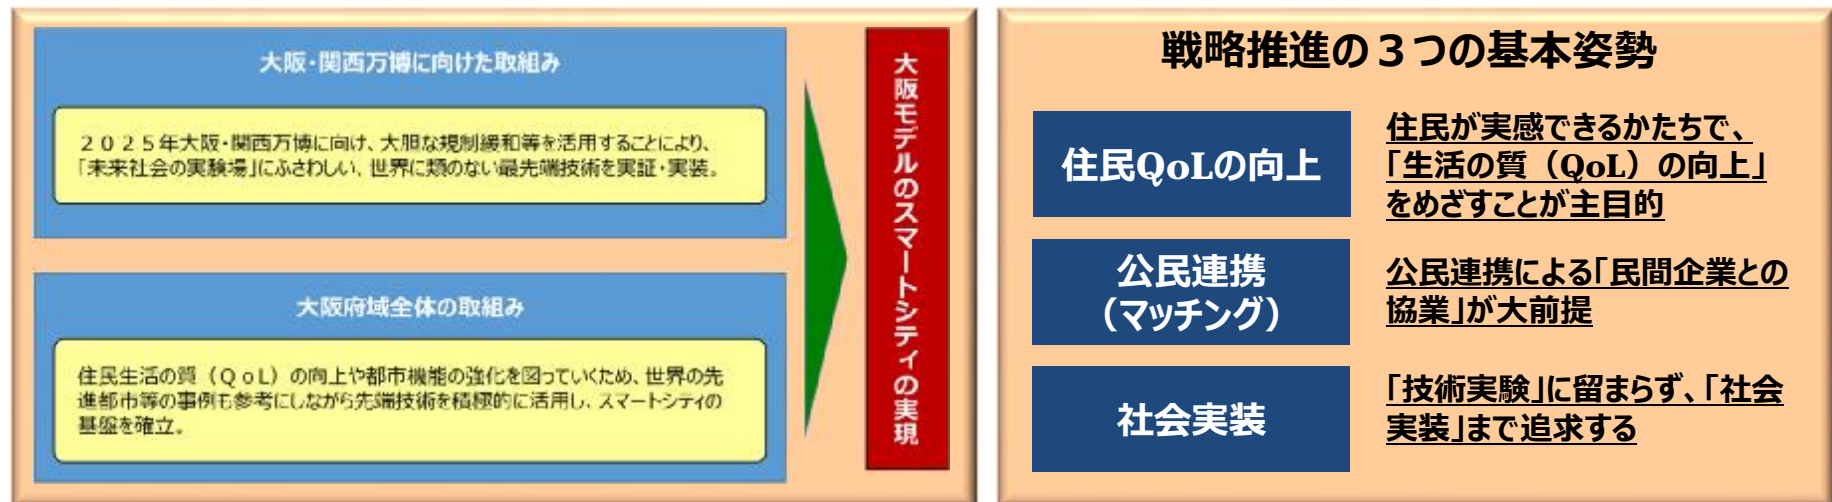 大阪・関西万博に向けた取組み
２０２５年大阪・関西万博に向け、大胆な規制緩和等を活用することにより、
「未来社会の実験場」にふさわしい、世界に類のない最先端技術を実証・実装。
大阪府域全体の取組み
住民生活の質（ＱｏＬ）の向上や都市機能の強化を図っていくため、世界の先
進都市等の事例も参考にしながら先端技術を積極的に活用し、スマートシティの
基盤を確立。
大阪モデルのスマートシティの実現
戦略推進の３つの基本姿勢
住民QoLの向上
住民が実感できるかたちで、
「生活の質（QoL）の向上」
をめざすことが主目的
公民連携
（マッチング）
公民連携による「民間企業との
協業」が大前提
社会実装
「技術実験」に留まらず、「社会
実装」まで追求する